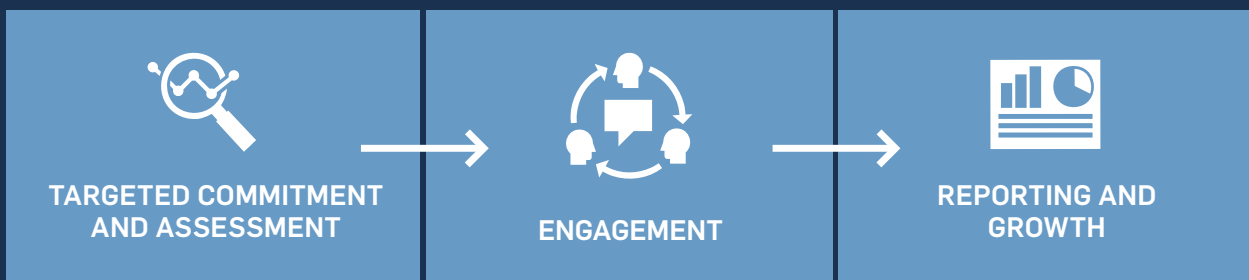 TARGETED COMMITMENT
AND ASSESSMENT
ENGAGEMENT
REPORTING AND
GROWTH